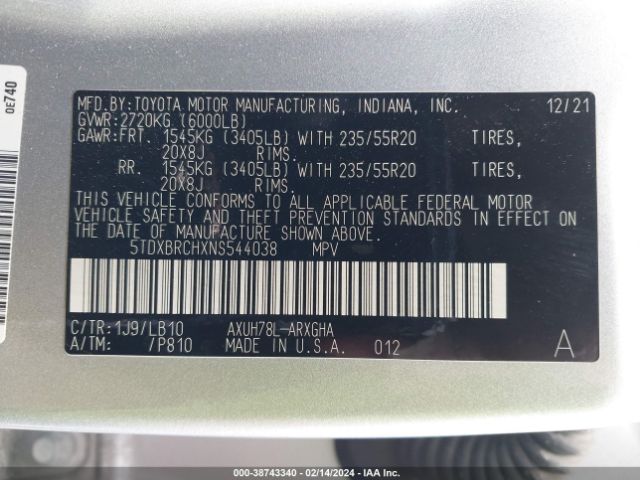 0E740
MFD.BY:TOYOTA MOTOR MANUFACTURING, INDIANA, INC. 12/21
GVWR:2720KG (6000LB)
GAWR:FRT. 1545KG (3405LB) WITH 235/55R20 TIRES,
20X8J RIMS.
RR. 1545KG (3405LB) WITH 235/55R20 TIRES,
20X8J RIMS.
THIS VEHICLE CONFORMS TO ALL APPLICABLE FEDERAL MOTOR
VEHICLE SAFETY AND THEFT PREVENTION STANDARDS IN EFFECT ON
THE DATE OF MANUFACTURE SHOWN ABOVE.
5TDXBRCHXNS544038 MPV
C/TR:1J9/LB10 AXUH78L-ARXGHA
A/TM: /P810 MADE IN U.S.A. 012 A
000-38743340 - 02/14/2024 - IAA Inc.